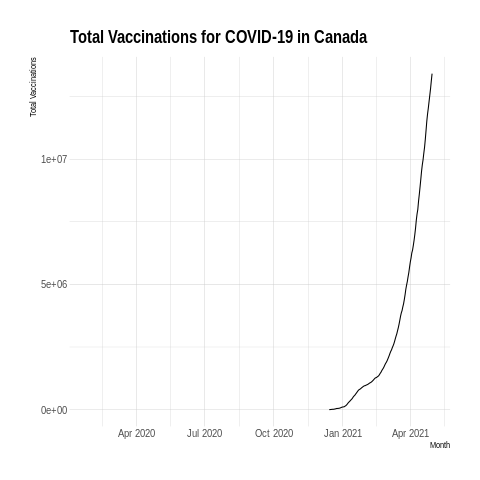 Total Vaccinations for COVID-19 in Canada
Total Vaccinations
1e+07
5e+06
0e+00
Apr 2020 Jul 2020 Oct 2020 Jan 2021 Apr 2021
Month